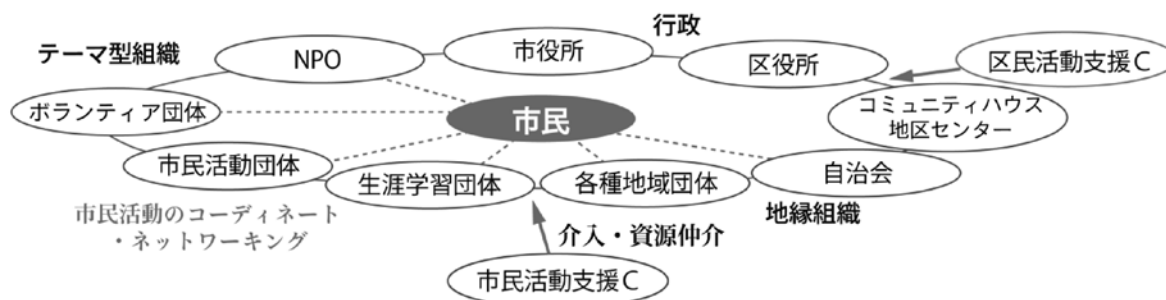 行政
テーマ型組織
NPO
市役所
区役所
区民活動支援C
ボランティア団体
市民
コミュニティハウス
地区センター
市民活動団体
生涯学習団体
各種地域団体
自治会
市民活動のコーディネート
・ネットワーキング
介入・資源仲介
地縁組織
市民活動支援C